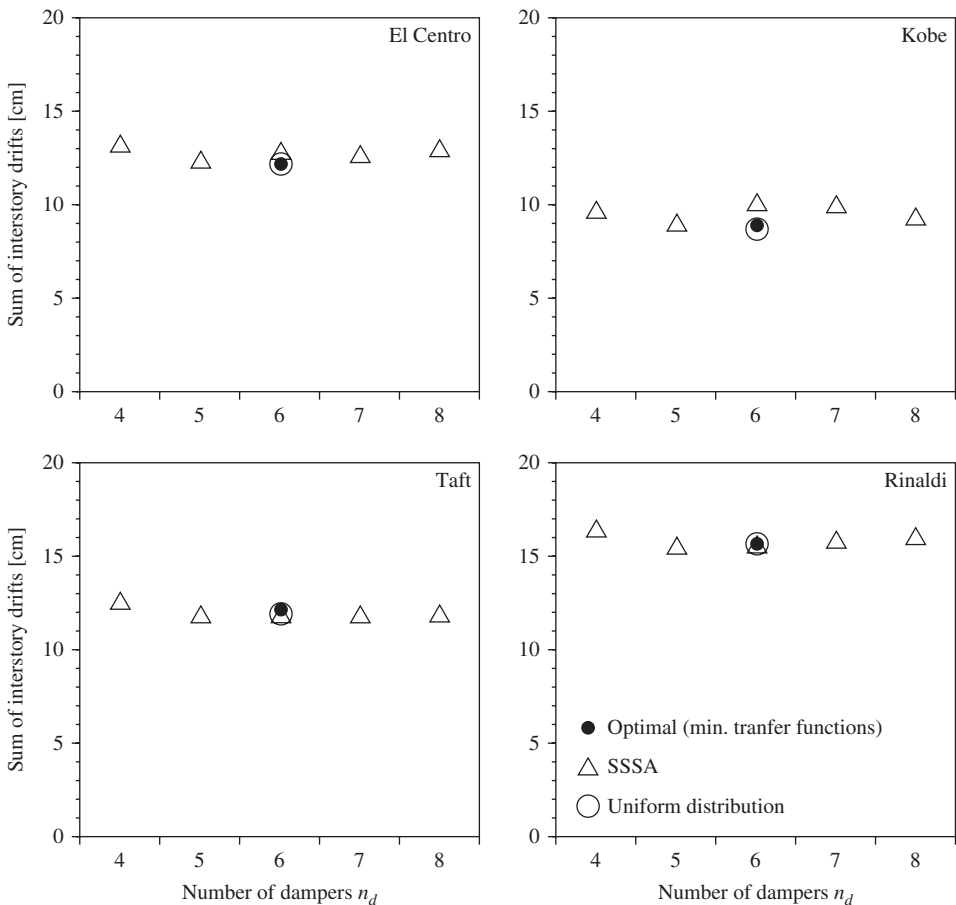 El Centro
Sum of interstory drifts [cm]
20
15
10
5
0
4 5 6 7 8
Kobe
20
15
10
5
0
4 5 6 7 8
Taft
Sum of interstory drifts [cm]
20
15
10
5
0
4 5 6 7 8
Number of dampers n_d
Rinaldi
20
15
10
5
0
Optimal (min. tranfer functions)
SSSA
Uniform distribution
4 5 6 7 8
Number of dampers n_d